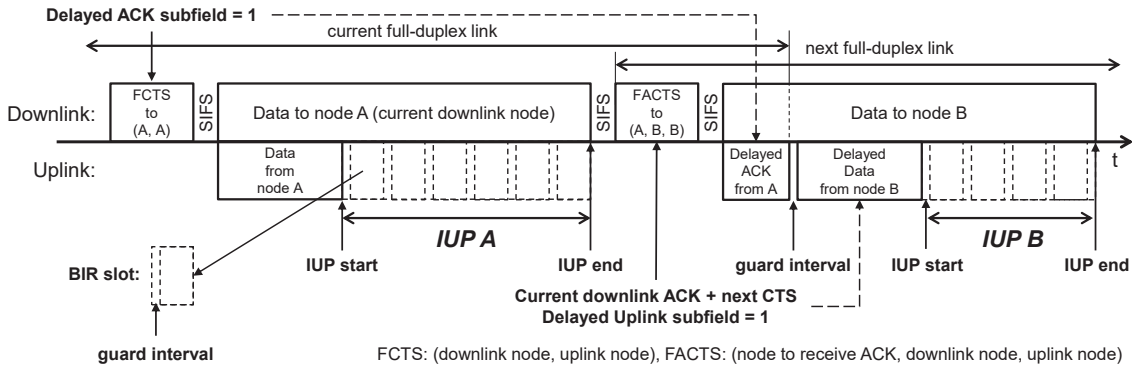 Delayed ACK subfield = 1
current full-duplex link
next full-duplex link
Downlink:
FCTS
to
(A, A)
SIFS
Data to node A (current downlink node)
SIFS
FACTS
to
(A, B, B)
SIFS
Data to node B
t
Uplink:
Data
from
node A
Delayed
ACK
from A
Delayed
Data
from node B
IUP A
IUP B
BIR slot:
IUP start
IUP end
guard interval
IUP start
IUP end
Current downlink ACK + next CTS
Delayed Uplink subfield = 1
guard interval
FCTS: (downlink node, uplink node), FACTS: (node to receive ACK, downlink node, uplink node)